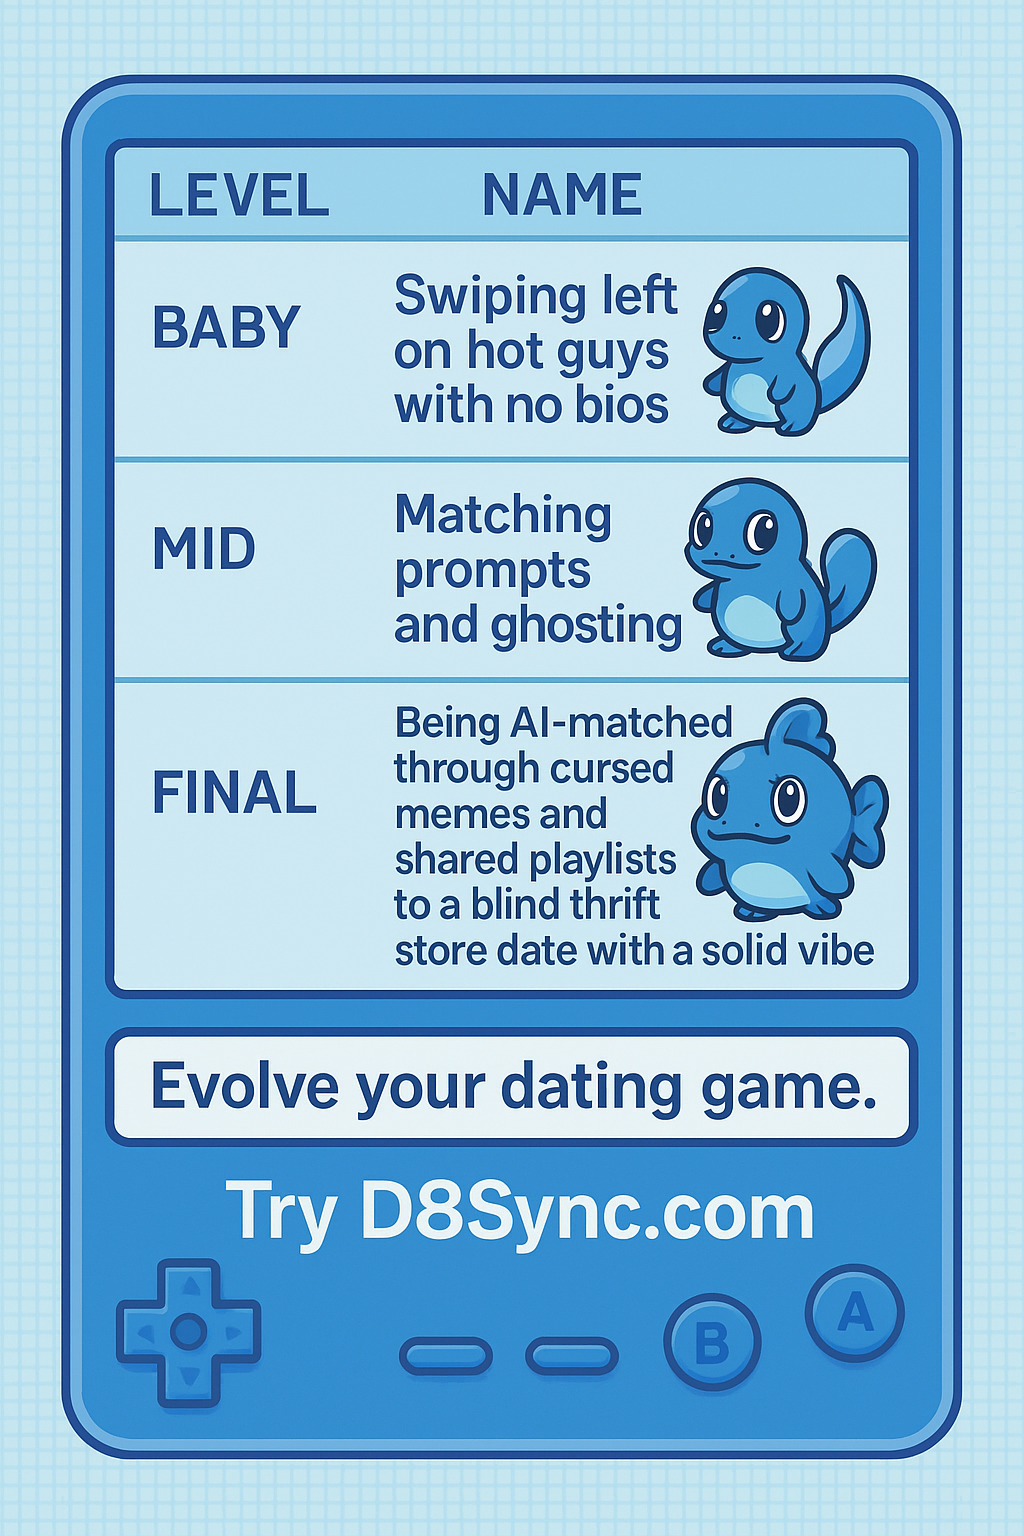 LEVEL NAME
BABY
Swiping left
on hot guys
with no bios
MID
Matching
prompts
and ghosting
FINAL
Being AI-matched
through cursed
memes and
shared playlists
to a blind thrift
store date with a solid vibe
Evolve your dating game.
Try D8Sync.com
B
A